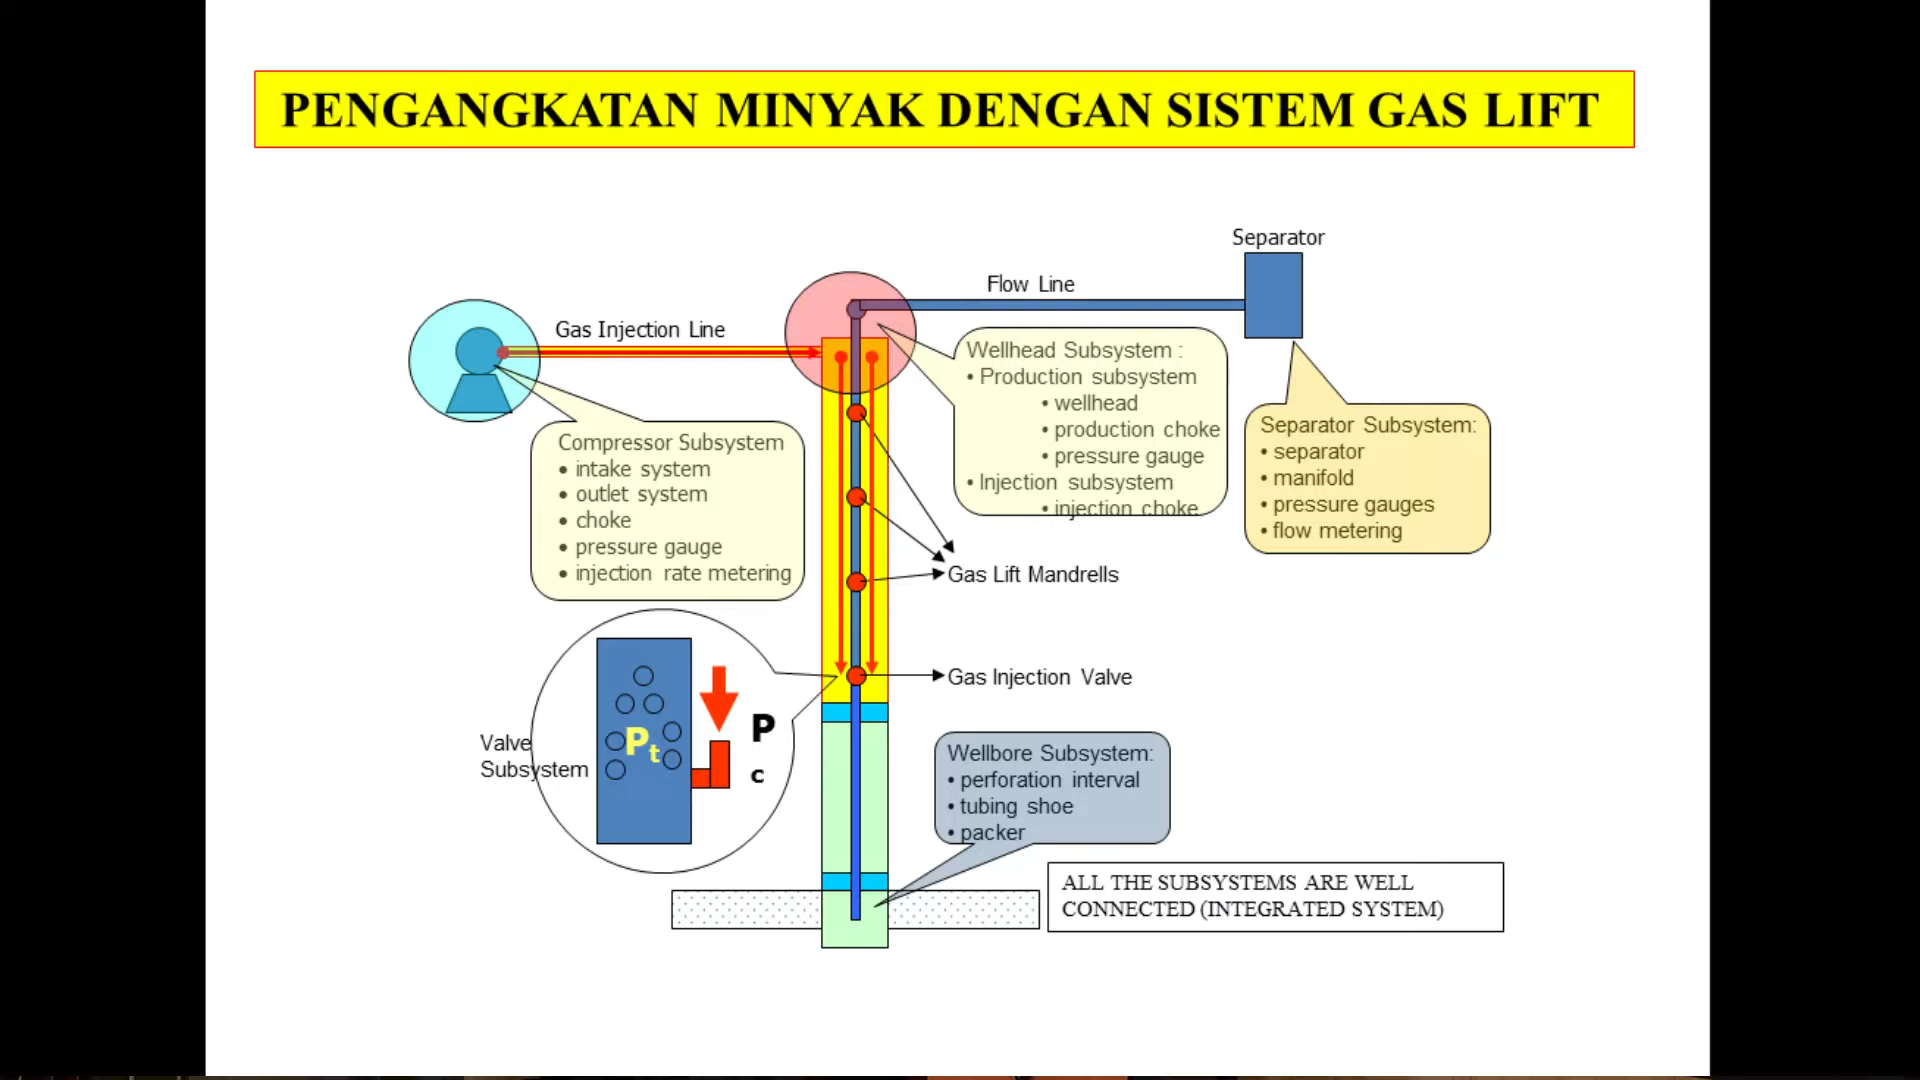 PENGANGKATAN MINYAK DENGAN SISTEM GAS LIFT
Separator
Flow Line
Gas Injection Line
Wellhead Subsystem :
• Production subsystem
• wellhead
• production choke
• pressure gauge
• Injection subsystem
• injection choke
Separator Subsystem:
• separator
• manifold
• pressure gauges
• flow metering
Compressor Subsystem
• intake system
• outlet system
• choke
• pressure gauge
• injection rate metering
Gas Lift Mandrells
Gas Injection Valve
Valve
Subsystem
Pt
P
c
Wellbore Subsystem:
• perforation interval
• tubing shoe
• packer
ALL THE SUBSYSTEMS ARE WELL
CONNECTED (INTEGRATED SYSTEM)